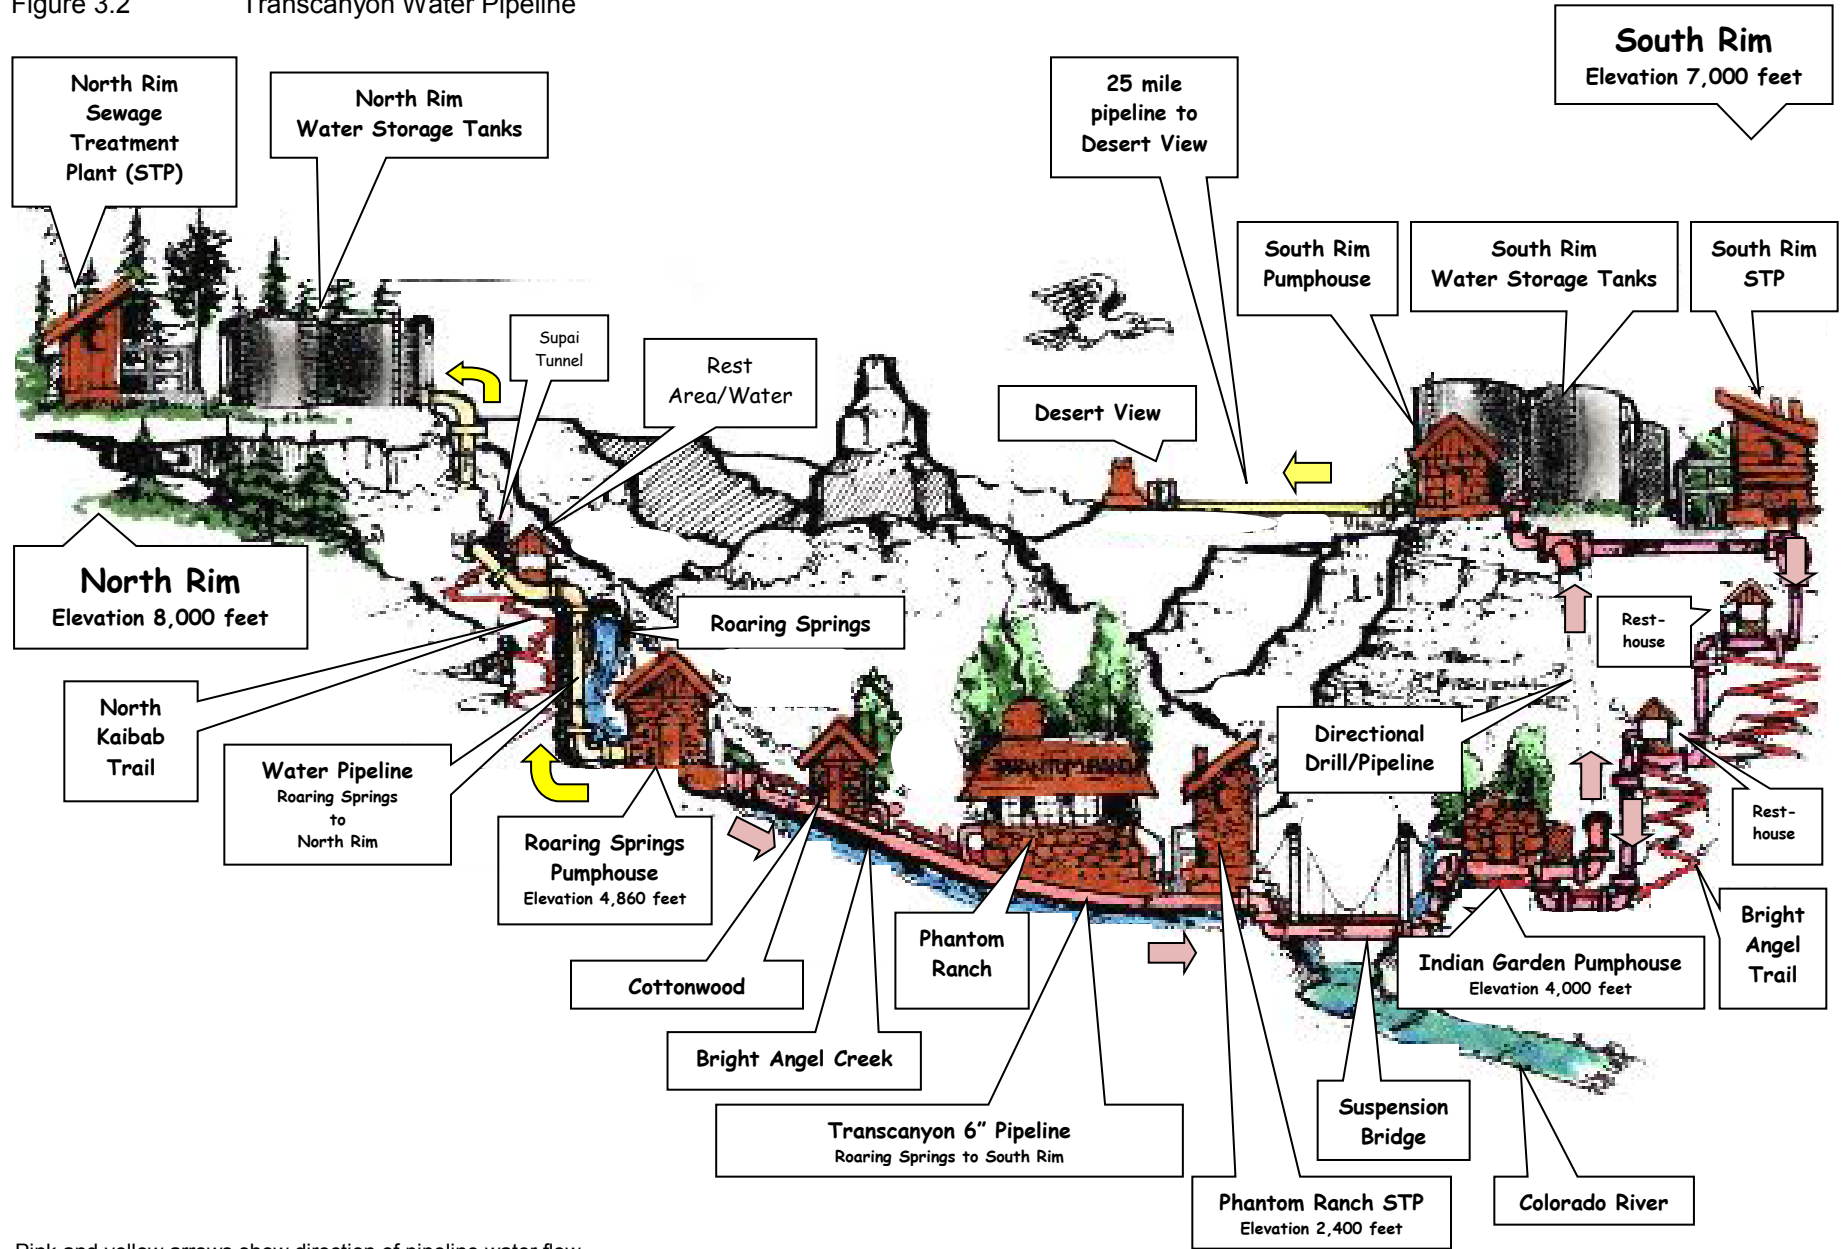 Figure 3.2 Transcanyon Water Pipeline
South Rim
Elevation 7,000 feet
North Rim
Sewage
Treatment
Plant (STP)
North Rim
Water Storage Tanks
25 mile
pipeline to
Desert View
South Rim
Pumphouse
South Rim
Water Storage Tanks
South Rim
STP
Supai
Tunnel
Rest
Area/Water
Desert View
North Rim
Elevation 8,000 feet
Roaring Springs
Rest-
house
North
Kaibab
Trail
Water Pipeline
Roaring Springs
to
North Rim
Directional
Drill/Pipeline
Rest-
house
Roaring Springs
Pumphouse
Elevation 4,860 feet
Phantom
Ranch
Indian Garden Pumphouse
Elevation 4,000 feet
Bright
Angel
Trail
Cottonwood
Bright Angel Creek
Transcanyon 6” Pipeline
Roaring Springs to South Rim
Suspension
Bridge
Phantom Ranch STP
Elevation 2,400 feet
Colorado River
Pink and yellow arrows show direction of pipeline water flow